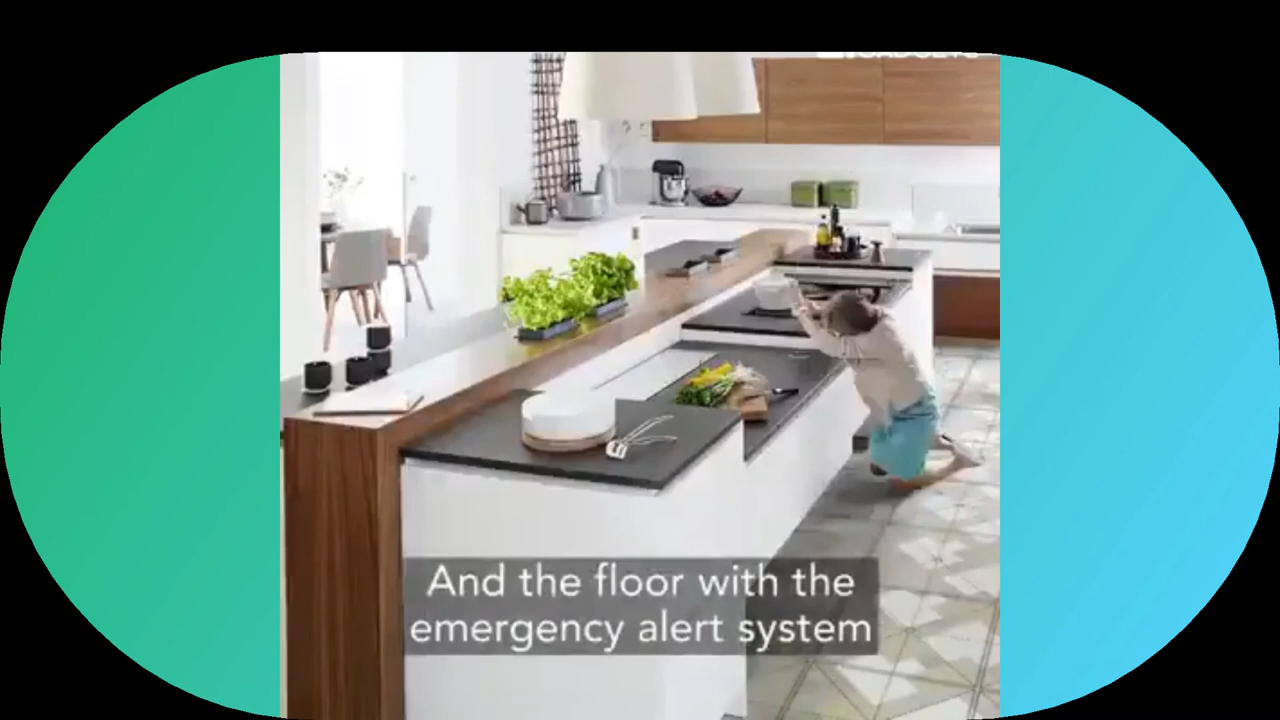 And the floor with the
emergency alert system